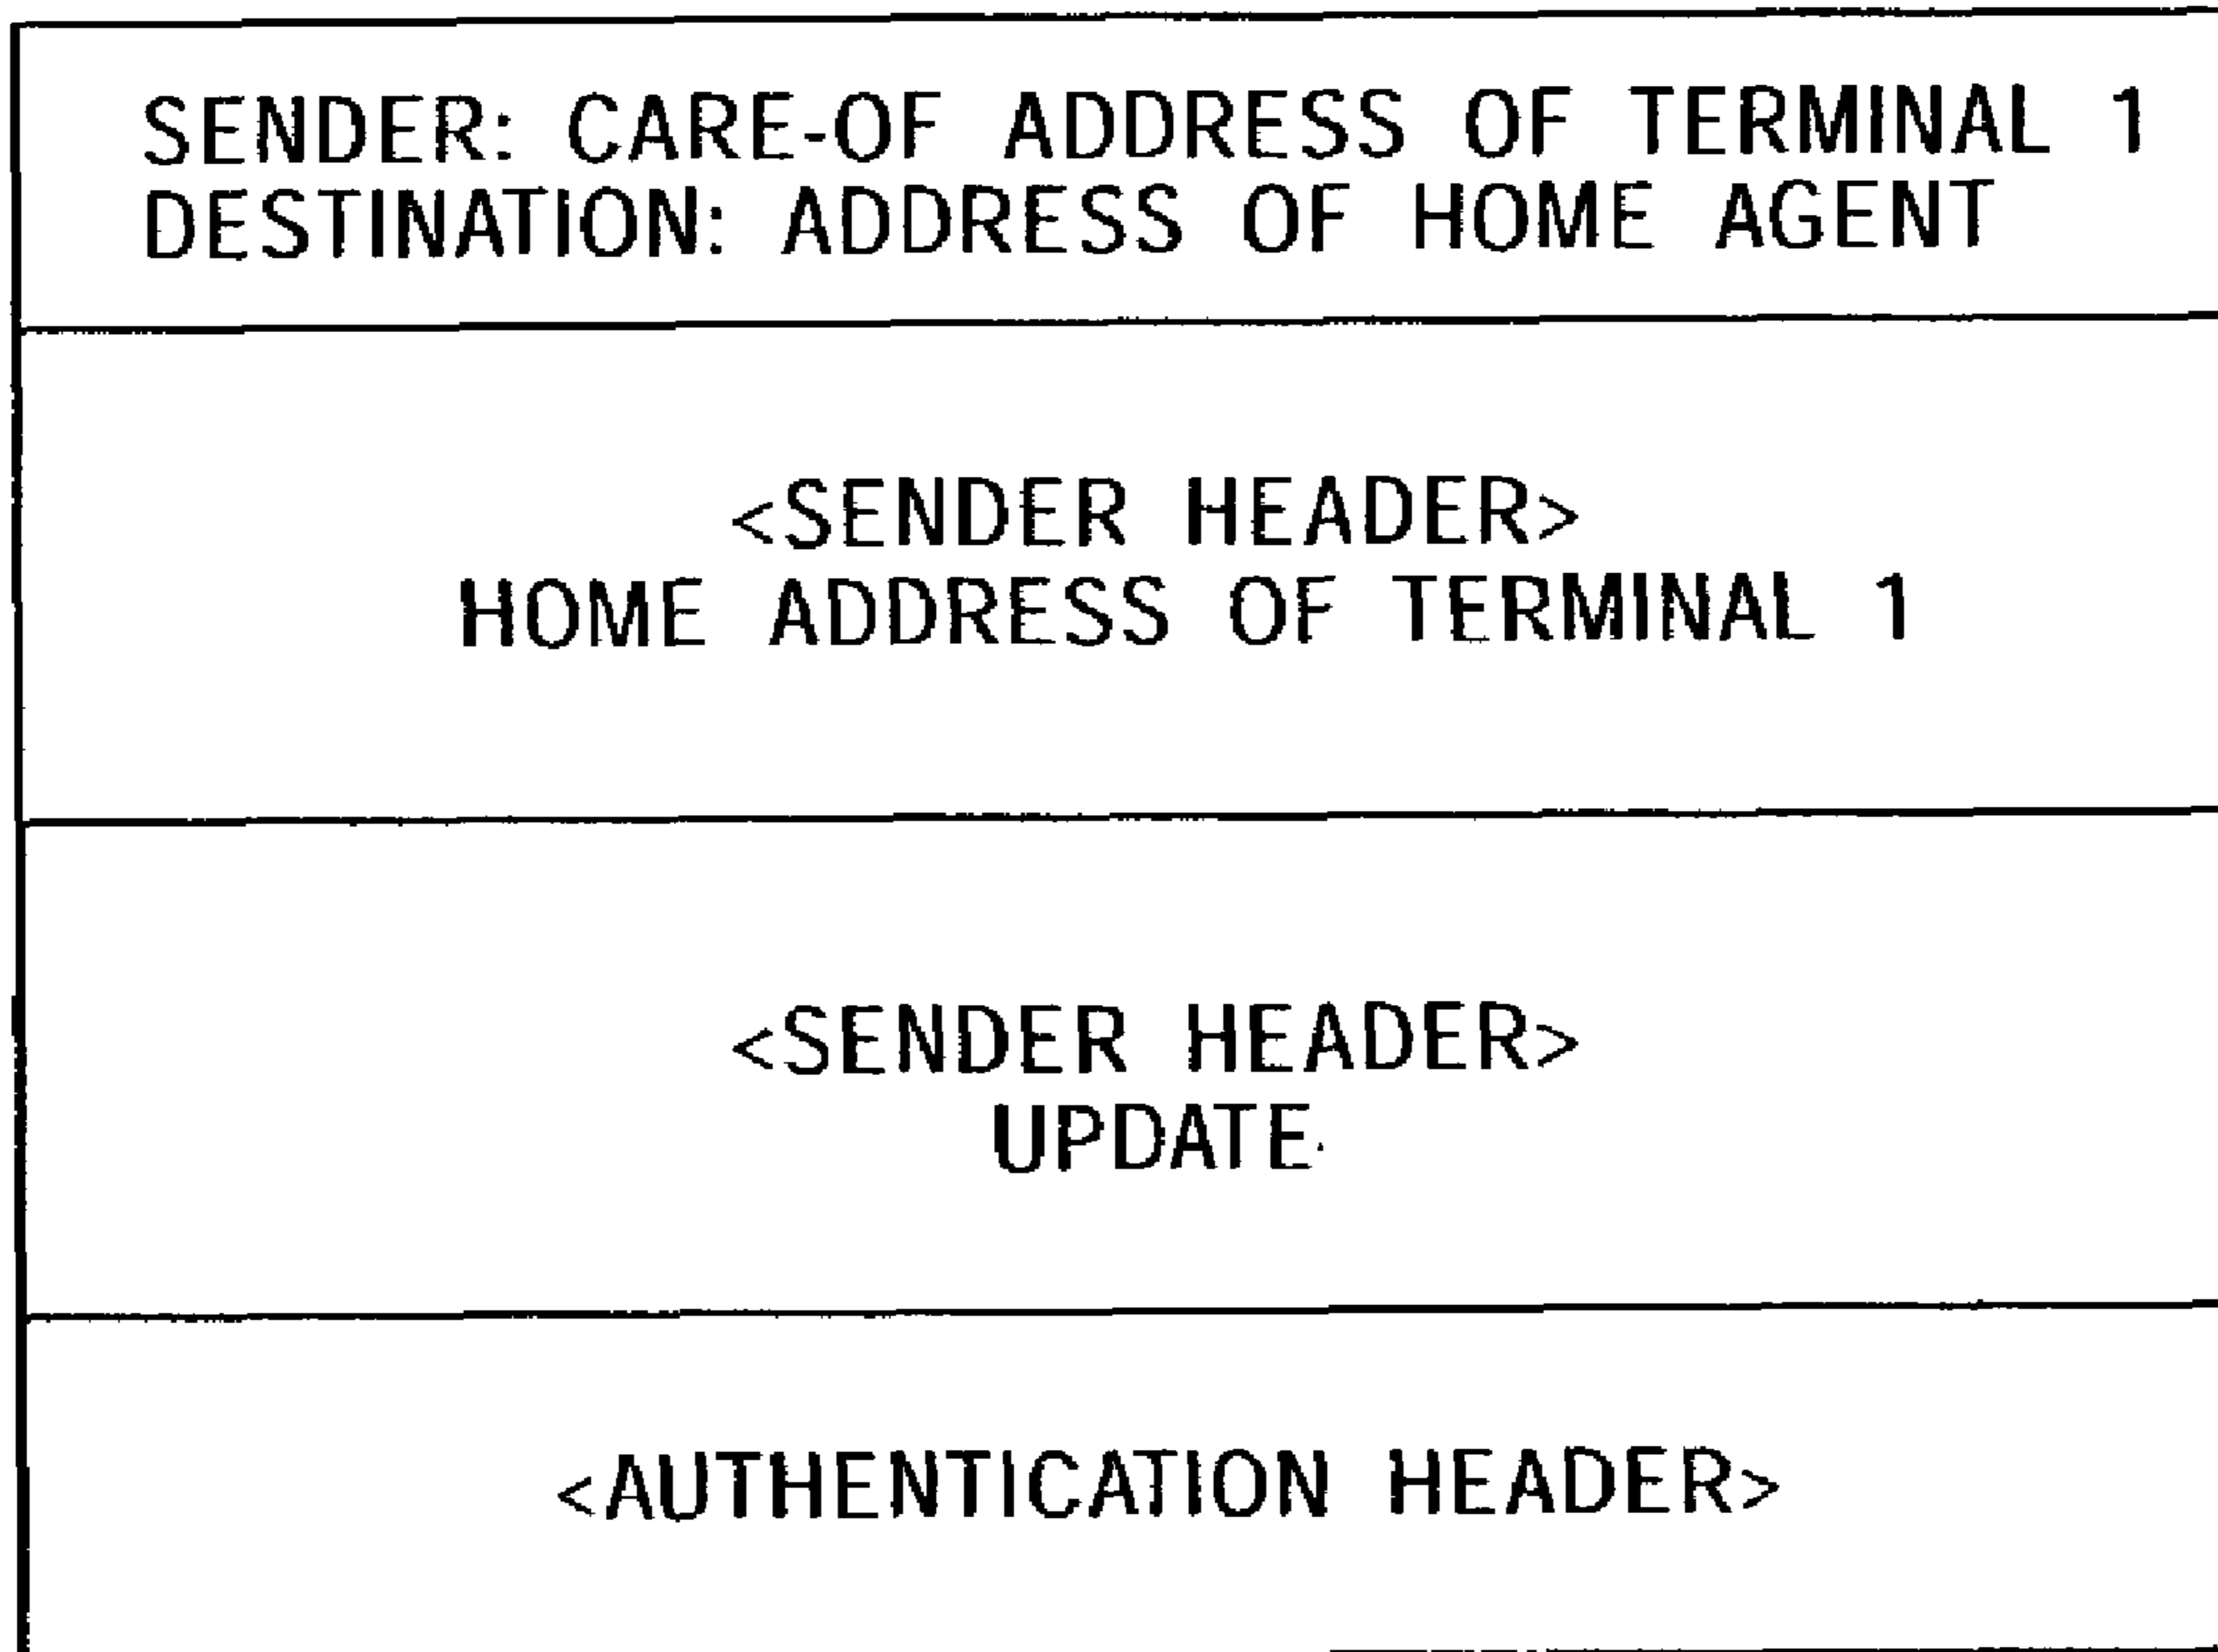 SENDER: CARE-OF ADDRESS OF TERMINAL 1
DESTINATION: ADDRESS OF HOME AGENT
<SENDER HEADER>
HOME ADDRESS OF TERMINAL 1
<SENDER HEADER>
UPDATE
<AUTHENTICATION HEADER>